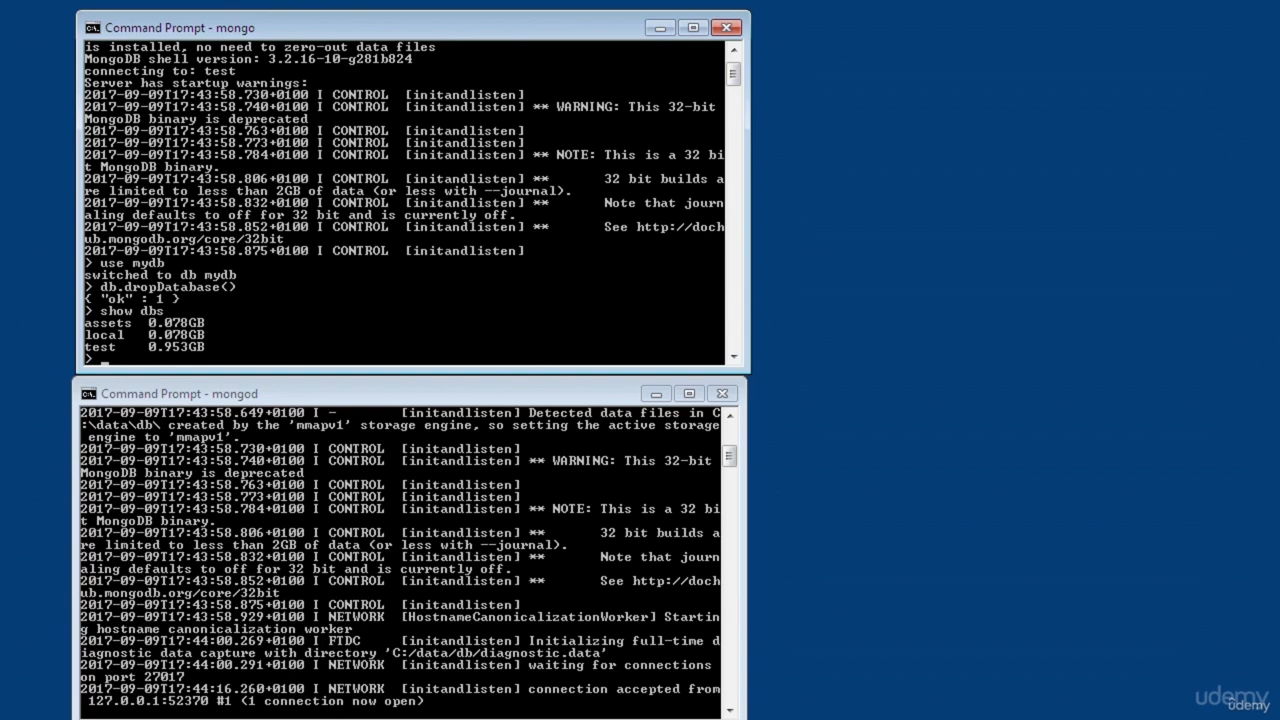 Command Prompt - mongo
is installed, no need to zero-out data files
MongoDB shell version: 3.2.16-10-g281b824
connecting to: test
Server has startup warnings:
2017-09-09T17:43:58.730+0100 I CONTROL  [initandlisten]
2017-09-09T17:43:58.740+0100 I CONTROL  [initandlisten] ** WARNING: This 32-bit
MongoDB binary is deprecated
2017-09-09T17:43:58.763+0100 I CONTROL  [initandlisten]
2017-09-09T17:43:58.773+0100 I CONTROL  [initandlisten]
2017-09-09T17:43:58.784+0100 I CONTROL  [initandlisten] ** NOTE: This is a 32 bi
t MongoDB binary.
2017-09-09T17:43:58.806+0100 I CONTROL  [initandlisten] **       32 bit builds a
re limited to less than 2GB of data (or less with --journal).
2017-09-09T17:43:58.832+0100 I CONTROL  [initandlisten] **       Note that journ
aling defaults to off for 32 bit and is currently off.
2017-09-09T17:43:58.852+0100 I CONTROL  [initandlisten] **       See http://doch
ub.mongodb.org/core/32bit
2017-09-09T17:43:58.875+0100 I CONTROL  [initandlisten]
> use mydb
switched to db mydb
> db.dropDatabase()
{ "ok" : 1 }
> show dbs
assets  0.078GB
local   0.078GB
test    0.953GB
> _
Command Prompt - mongod
2017-09-09T17:43:58.649+0100 I -        [initandlisten] Detected data files in C
:\data\db\ created by the 'mmapv1' storage engine, so setting the active storage
 engine to 'mmapv1'.
2017-09-09T17:43:58.730+0100 I CONTROL  [initandlisten]
2017-09-09T17:43:58.740+0100 I CONTROL  [initandlisten] ** WARNING: This 32-bit
MongoDB binary is deprecated
2017-09-09T17:43:58.763+0100 I CONTROL  [initandlisten]
2017-09-09T17:43:58.773+0100 I CONTROL  [initandlisten]
2017-09-09T17:43:58.784+0100 I CONTROL  [initandlisten] ** NOTE: This is a 32 bi
t MongoDB binary.
2017-09-09T17:43:58.806+0100 I CONTROL  [initandlisten] **       32 bit builds a
re limited to less than 2GB of data (or less with --journal).
2017-09-09T17:43:58.832+0100 I CONTROL  [initandlisten] **       Note that journ
aling defaults to off for 32 bit and is currently off.
2017-09-09T17:43:58.852+0100 I CONTROL  [initandlisten] **       See http://doch
ub.mongodb.org/core/32bit
2017-09-09T17:43:58.875+0100 I CONTROL  [initandlisten]
2017-09-09T17:43:58.929+0100 I NETWORK  [HostnameCanonicalizationWorker] Startin
g hostname canonicalization worker
2017-09-09T17:44:00.269+0100 I FTDC     [initandlisten] Initializing full-time d
iagnostic data capture with directory 'C:/data/db/diagnostic.data'
2017-09-09T17:44:00.291+0100 I NETWORK  [initandlisten] waiting for connections
on port 27017
2017-09-09T17:44:16.260+0100 I NETWORK  [initandlisten] connection accepted from
 127.0.0.1:52370 #1 (1 connection now open)
udemy
ûdemy